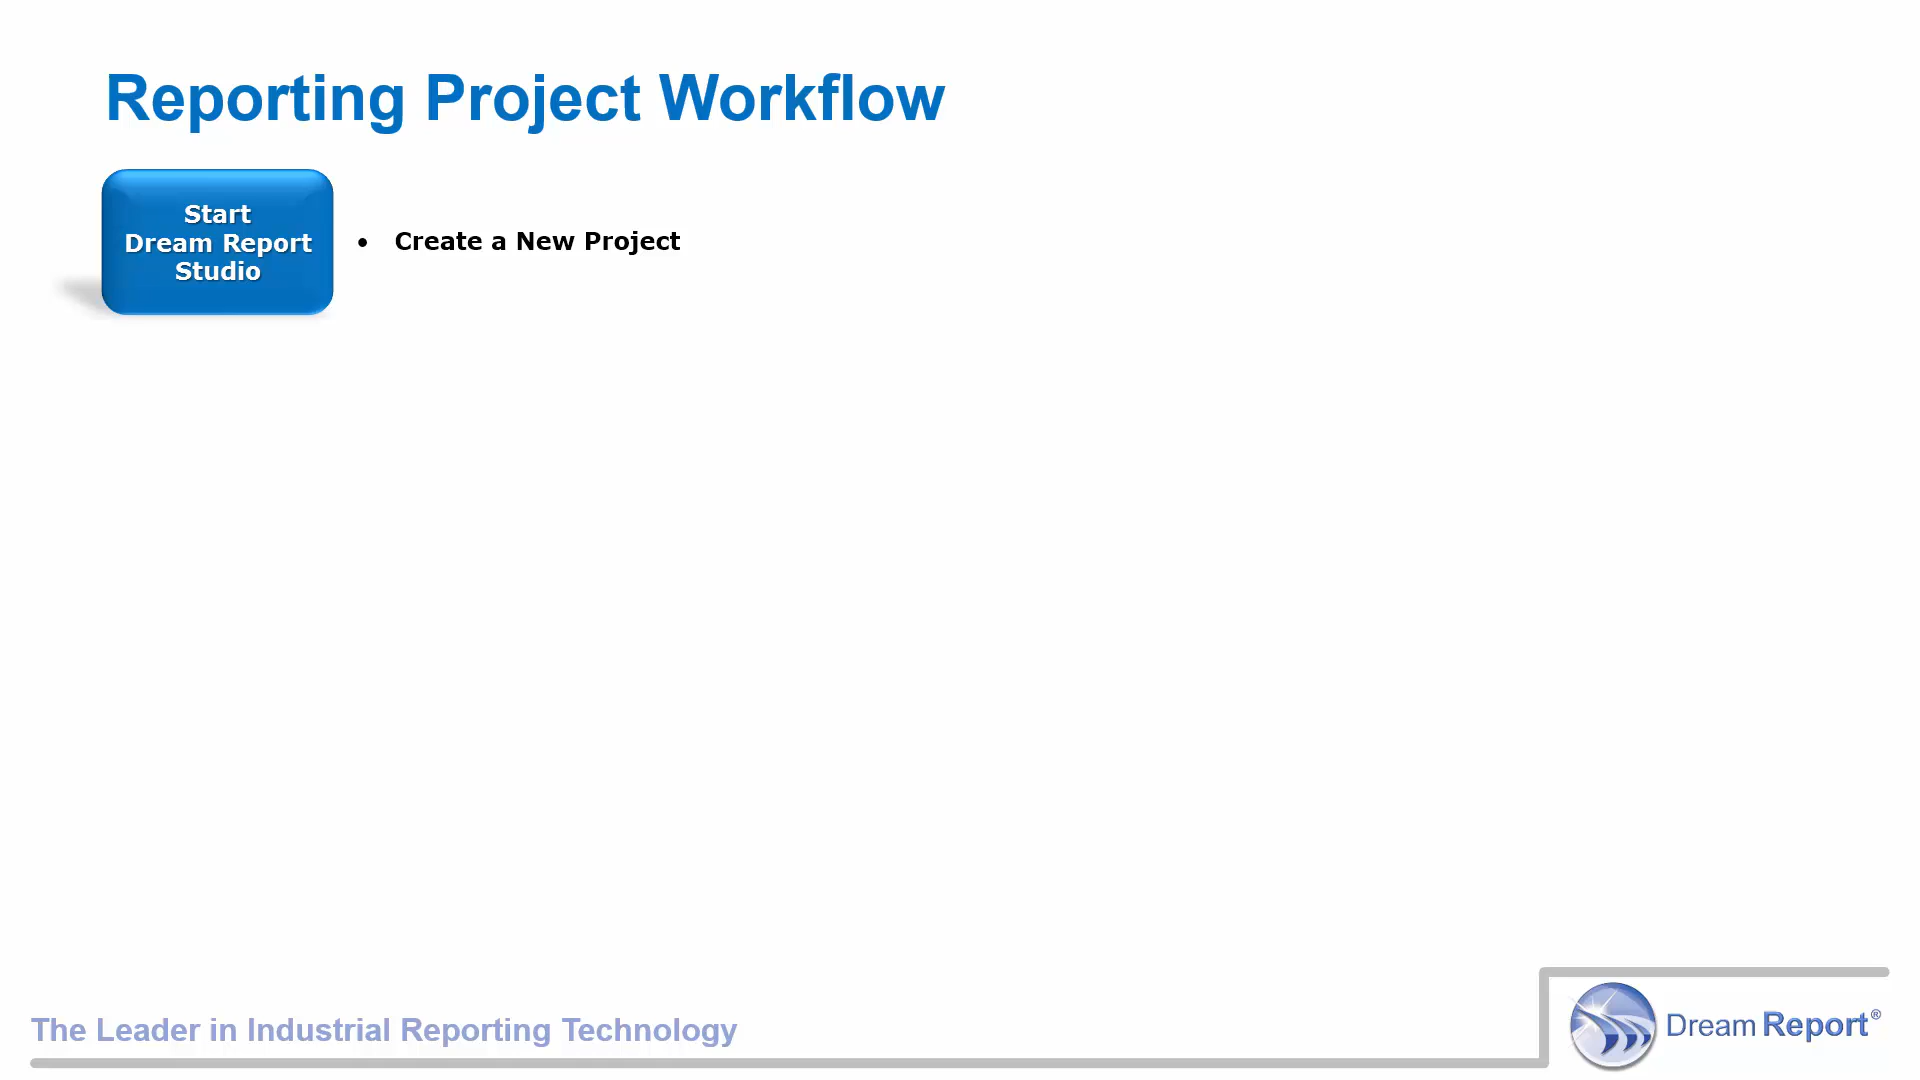 Reporting Project Workflow
Start
Dream Report
Studio
• Create a New Project
The Leader in Industrial Reporting Technology
Dream Report®